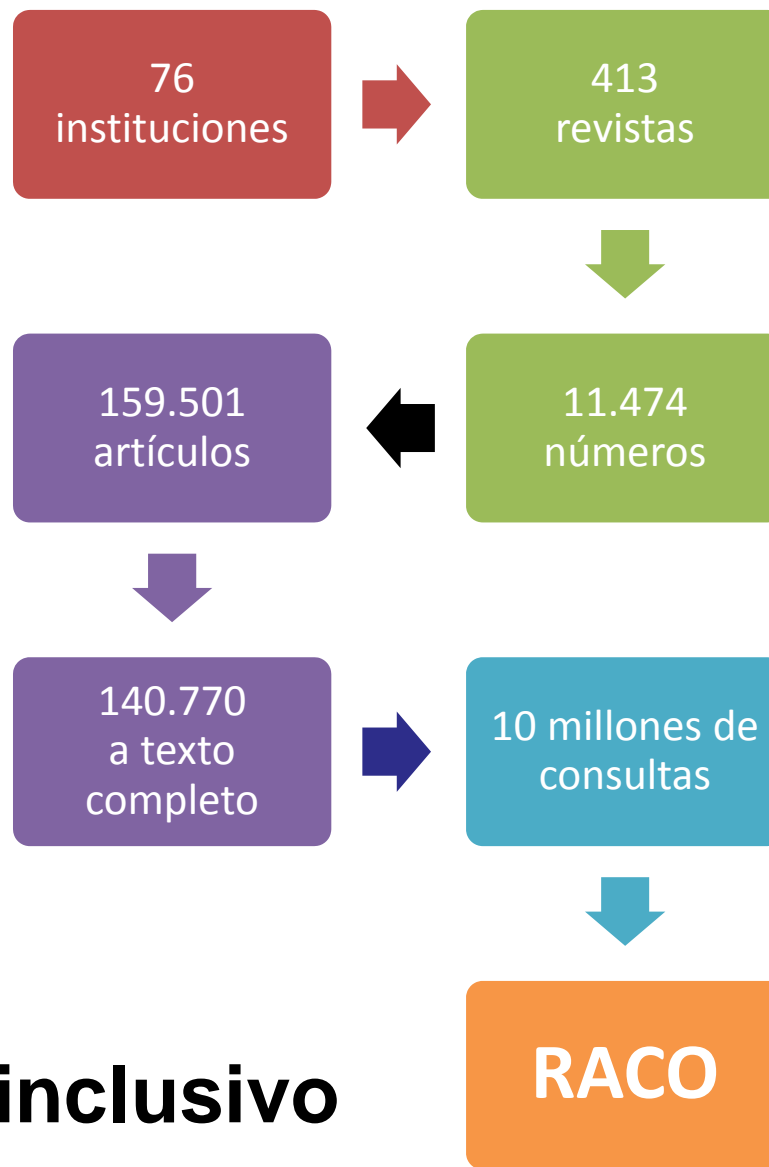 76
instituciones
413
revistas
11.474
números
159.501
artículos
140.770
a texto
completo
10 millones de
consultas
RACO
inclusivo